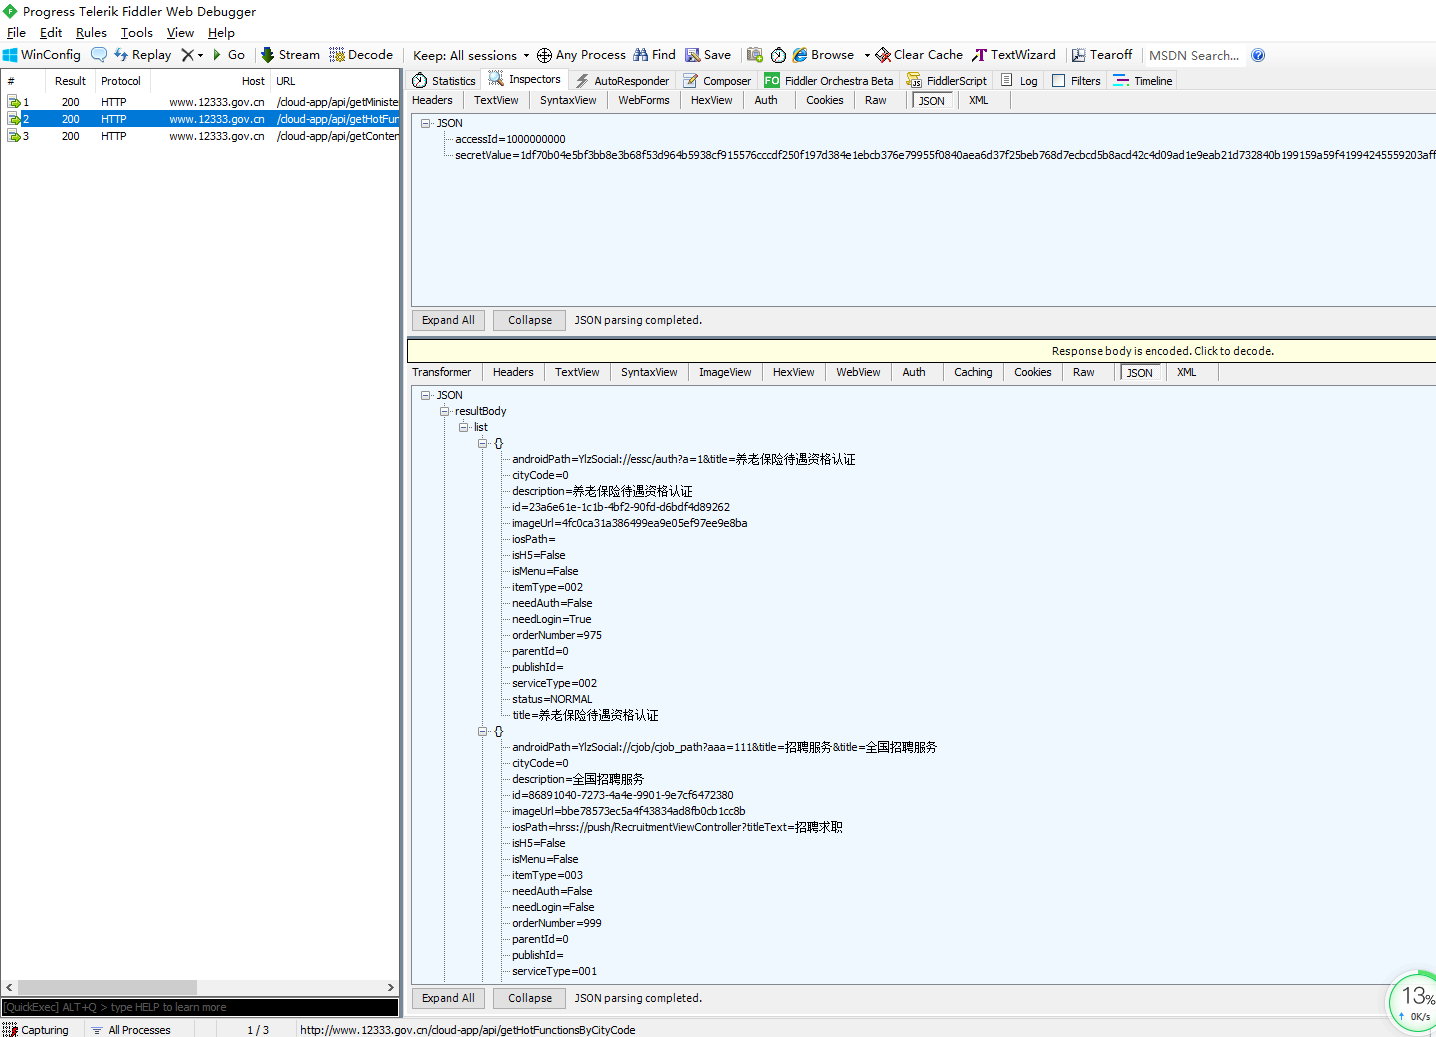 Progress Telerik Fiddler Web Debugger
File Edit Rules Tools View Help
WinConfig Replay Go Stream Decode Keep: All sessions Any Process Find Save Browse Clear Cache TextWizard Tearoff MSDN Search...
# Result Protocol Host URL
1 200 HTTP www.12333.gov.cn /cloud-app/api/getMiniste
2 200 HTTP www.12333.gov.cn /cloud-app/api/getHotFun
3 200 HTTP www.12333.gov.cn /cloud-app/api/getConten
Statistics Inspectors AutoResponder Composer FO Fiddler Orchestra Beta FiddlerScript Log Filters Timeline
Headers TextView SyntaxView WebForms HexView Auth Cookies Raw JSON XML
JSON
accessId=1000000000
secretValue=1df70b04e5bf3bb8e3b68f53d964b5938cf915576cccdf250f197d384e1ebcb376e79955f0840aea6d37f25beb768d7ecbcd5b8acd42c4d09ad1e9eab21d732840b199159a59f41994245559203aff
Expand All Collapse JSON parsing completed.
Response body is encoded. Click to decode.
Transformer Headers TextView SyntaxView ImageView HexView WebView Auth Caching Cookies Raw JSON XML
JSON
resultBody
list
{}
androidPath=YlzSocial://essc/auth?a=1&title=养老保险待遇资格认证
cityCode=0
description=养老保险待遇资格认证
id=23a6e61e-1c1b-4bf2-90fd-d6bdf4d89262
imageUrl=4fc0ca31a386499ea9e05ef97ee9e8ba
iosPath=
isH5=False
isMenu=False
itemType=002
needAuth=False
needLogin=True
orderNumber=975
parentId=0
publishId=
serviceType=002
status=NORMAL
title=养老保险待遇资格认证
{}
androidPath=YlzSocial://cjob/cjob_path?aaa=111&title=招聘服务&title=全国招聘服务
cityCode=0
description=全国招聘服务
id=86891040-7273-4a4e-9901-9e7cf6472380
imageUrl=bbe78573ec5a4f43834ad8fb0cb1cc8b
iosPath=hrss://push/RecruitmentViewController?titleText=招聘求职
isH5=False
isMenu=False
itemType=003
needAuth=False
needLogin=False
orderNumber=999
parentId=0
publishId=
serviceType=001
Expand All Collapse JSON parsing completed.
13%
0K/s
[QuickExec] ALT+Q > type HELP to learn more
Capturing All Processes 1 / 3 http://www.12333.gov.cn/cloud-app/api/getHotFunctionsByCityCode